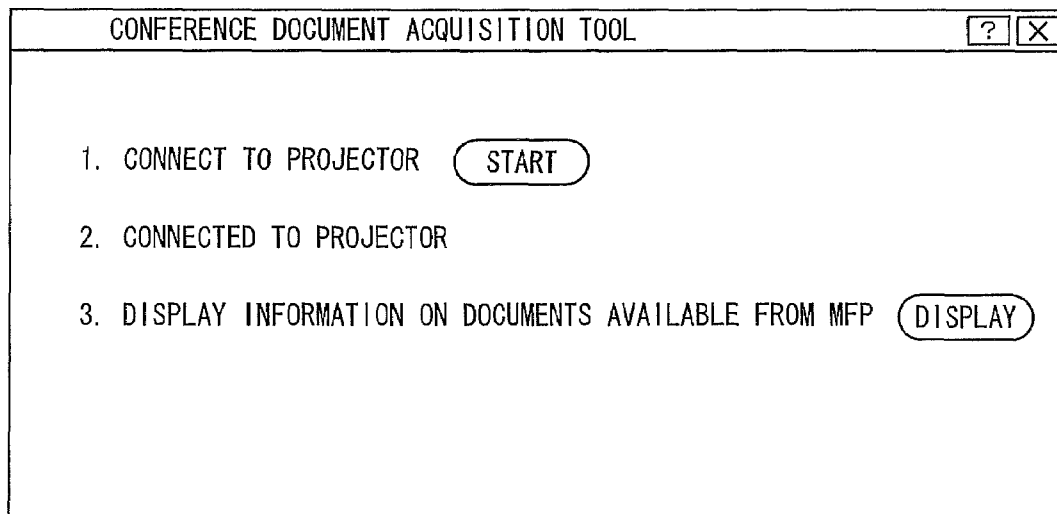 CONFERENCE DOCUMENT ACQUISITION TOOL ? X
1. CONNECT TO PROJECTOR START
2. CONNECTED TO PROJECTOR
3. DISPLAY INFORMATION ON DOCUMENTS AVAILABLE FROM MFP DISPLAY